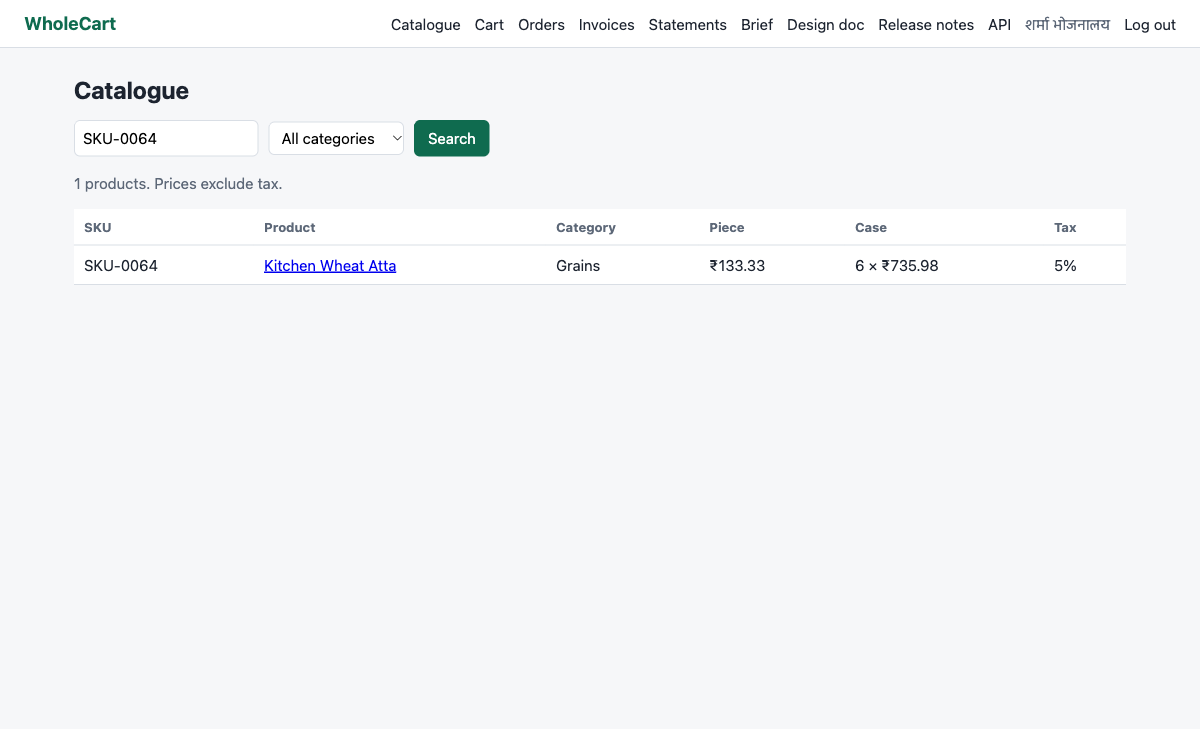 WholeCart Catalogue Cart Orders Invoices Statements Brief Design doc Release notes API शर्मा भोजनालय Log out
Catalogue
SKU-0064 All categories Search
1 products. Prices exclude tax.
SKU Product Category Piece Case Tax
SKU-0064 Kitchen Wheat Atta Grains ₹133.33 6 × ₹735.98 5%